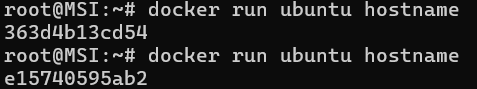 root@MSI:~# docker run ubuntu hostname
363d4b13cd54
root@MSI:~# docker run ubuntu hostname
e15740595ab2